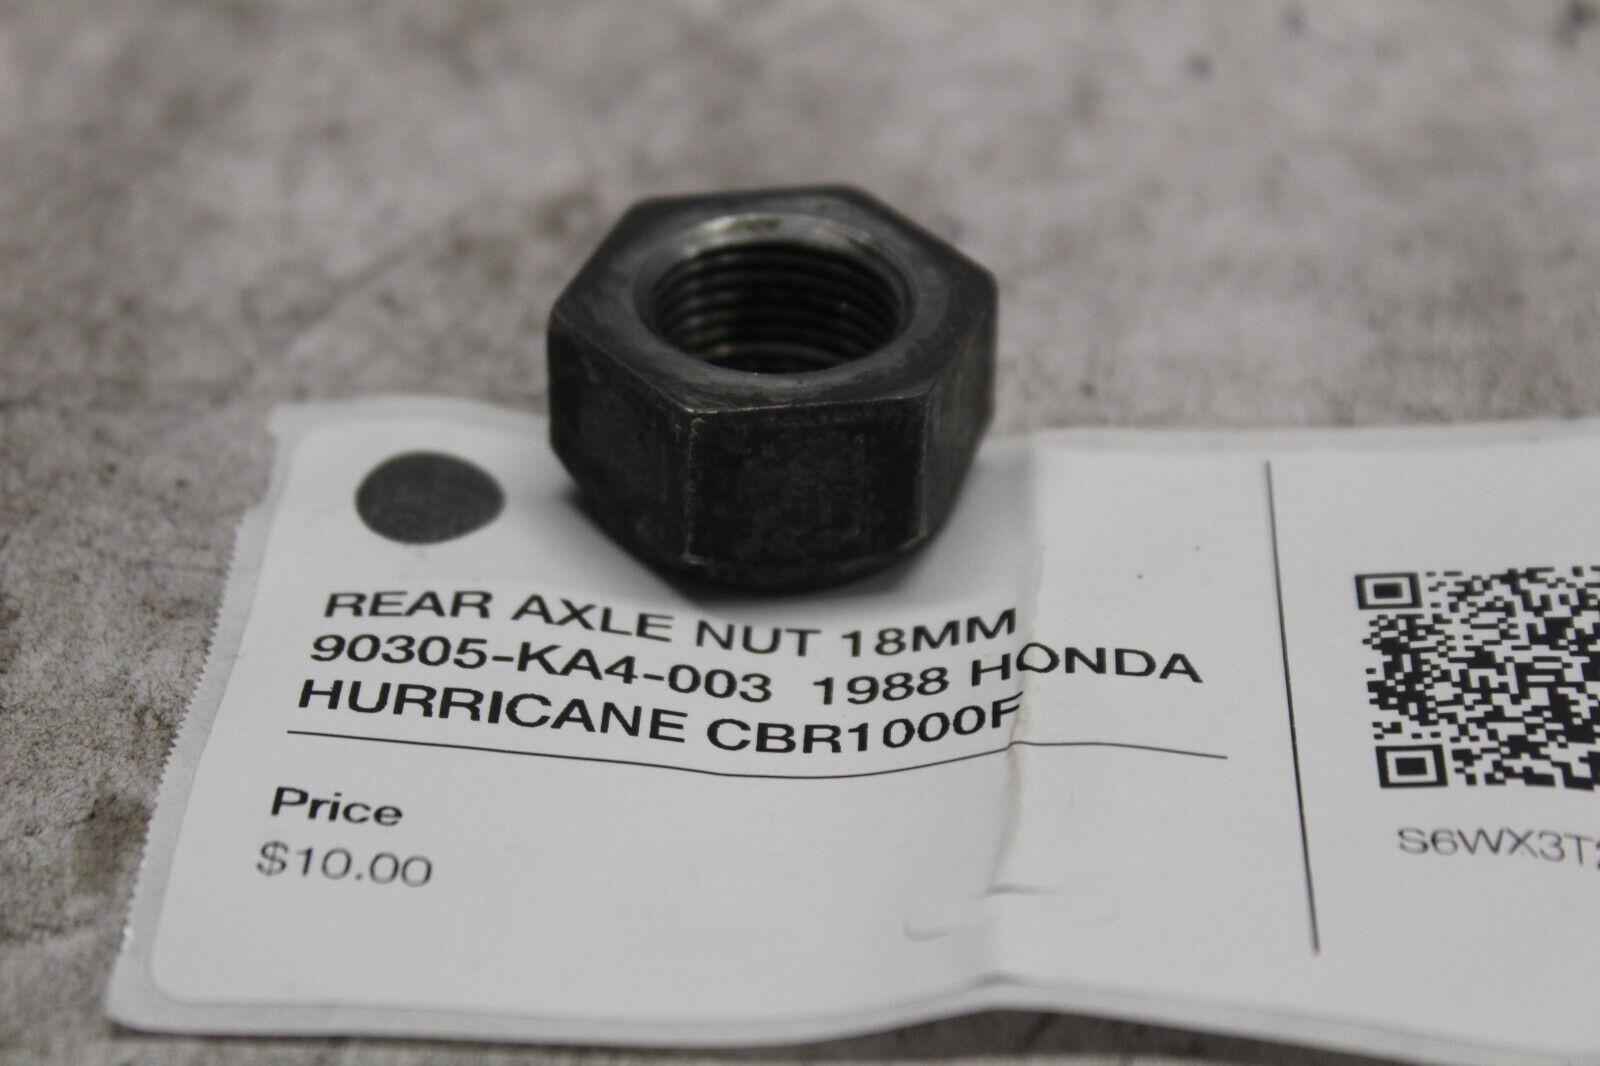 REAR AXLE NUT 18MM
90305-KA4-003 1988 HONDA
HURRICANE CBR1000F
Price
$10.00